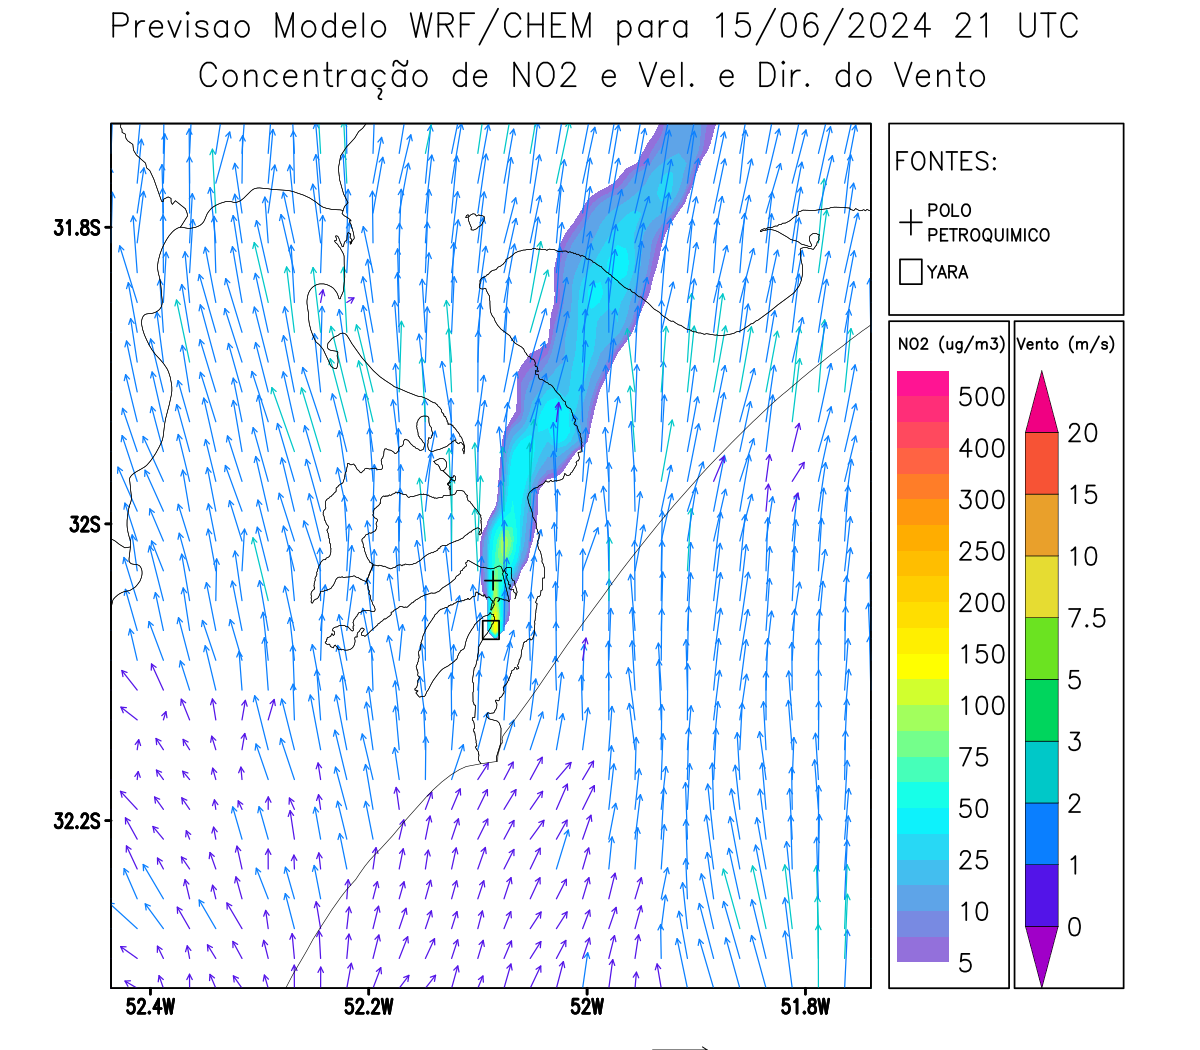 Previsao Modelo WRF/CHEM para 15/06/2024 21 UTC
Concentração de NO2 e Vel. e Dir. do Vento
FONTES:
POLO
PETROQUIMICO
YARA
NO2 (ug/m3)
500
400
300
250
200
150
100
75
50
25
10
5
Vento (m/s)
20
15
10
7.5
5
3
2
1
0
31.8S
32S
32.2S
52.4W
52.2W
52W
51.8W